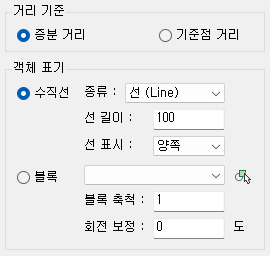 거리 기준
증분 거리 기준점 거리
객체 표기
수직선 종류 : 선 (Line)
선 길이 : 100
선 표시 : 양쪽
블록
블록 축척 : 1
회전 보정 : 0 도